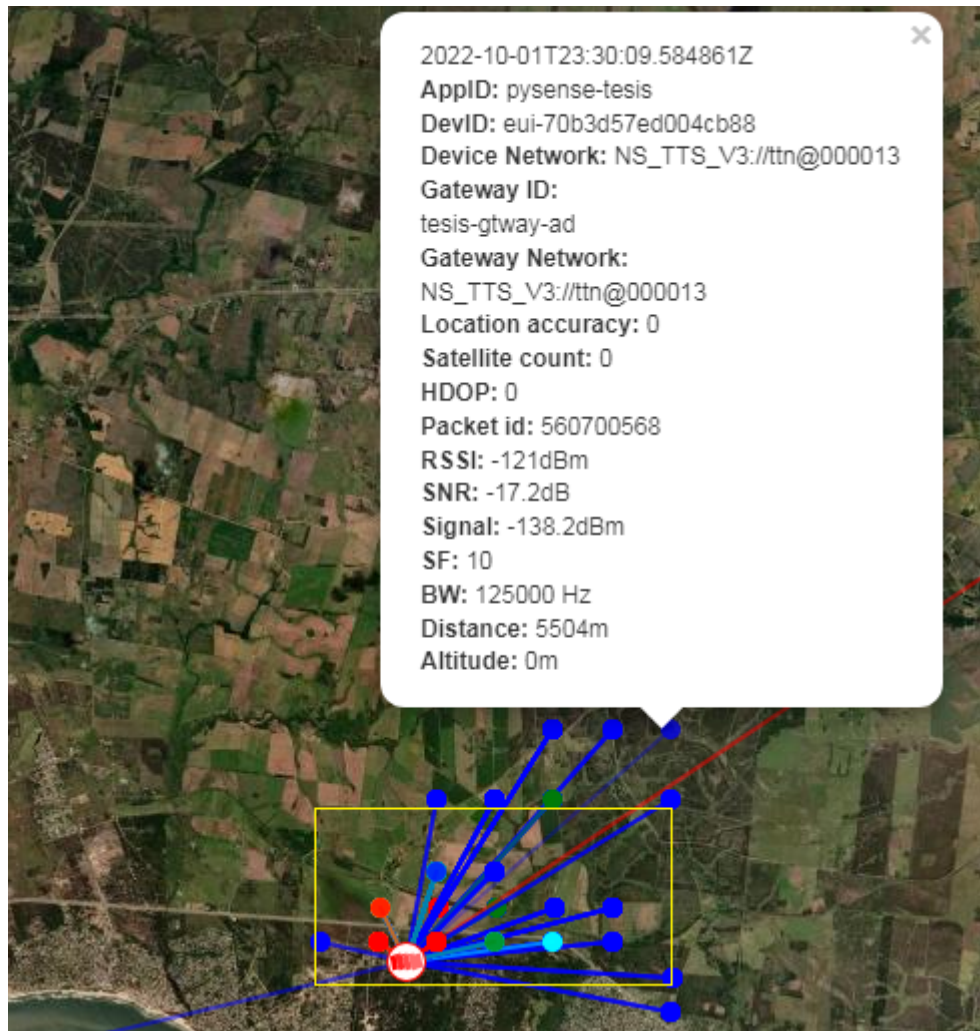 ×
2022-10-01T23:30:09.584861Z
AppID: pysense-tesis
DevID: eui-70b3d57ed004cb88
Device Network: NS_TTS_V3://ttn@000013
Gateway ID:
tesis-gtway-ad
Gateway Network:
NS_TTS_V3://ttn@000013
Location accuracy: 0
Satellite count: 0
HDOP: 0
Packet id: 560700568
RSSI: -121dBm
SNR: -17.2dB
Signal: -138.2dBm
SF: 10
BW: 125000 Hz
Distance: 5504m
Altitude: 0m